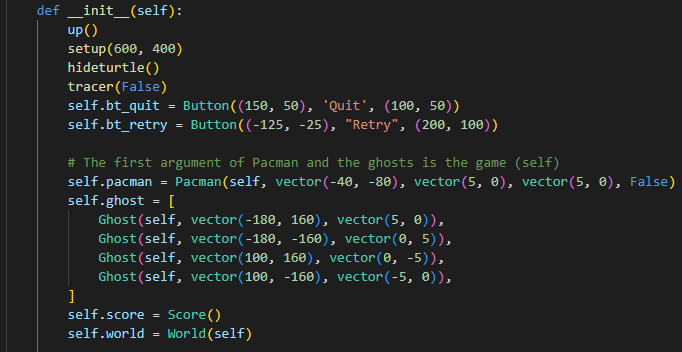 def __init__(self):
    up()
    setup(600, 400)
    hideturtle()
    tracer(False)
    self.bt_quit = Button((150, 50), 'Quit', (100, 50))
    self.bt_retry = Button((-125, -25), "Retry", (200, 100))

    # The first argument of Pacman and the ghosts is the game (self)
    self.pacman = Pacman(self, vector(-40, -80), vector(5, 0), vector(5, 0), False)
    self.ghost = [
        Ghost(self, vector(-180, 160), vector(5, 0)),
        Ghost(self, vector(-180, -160), vector(0, 5)),
        Ghost(self, vector(100, 160), vector(0, -5)),
        Ghost(self, vector(100, -160), vector(-5, 0)),
    ]
    self.score = Score()
    self.world = World(self)